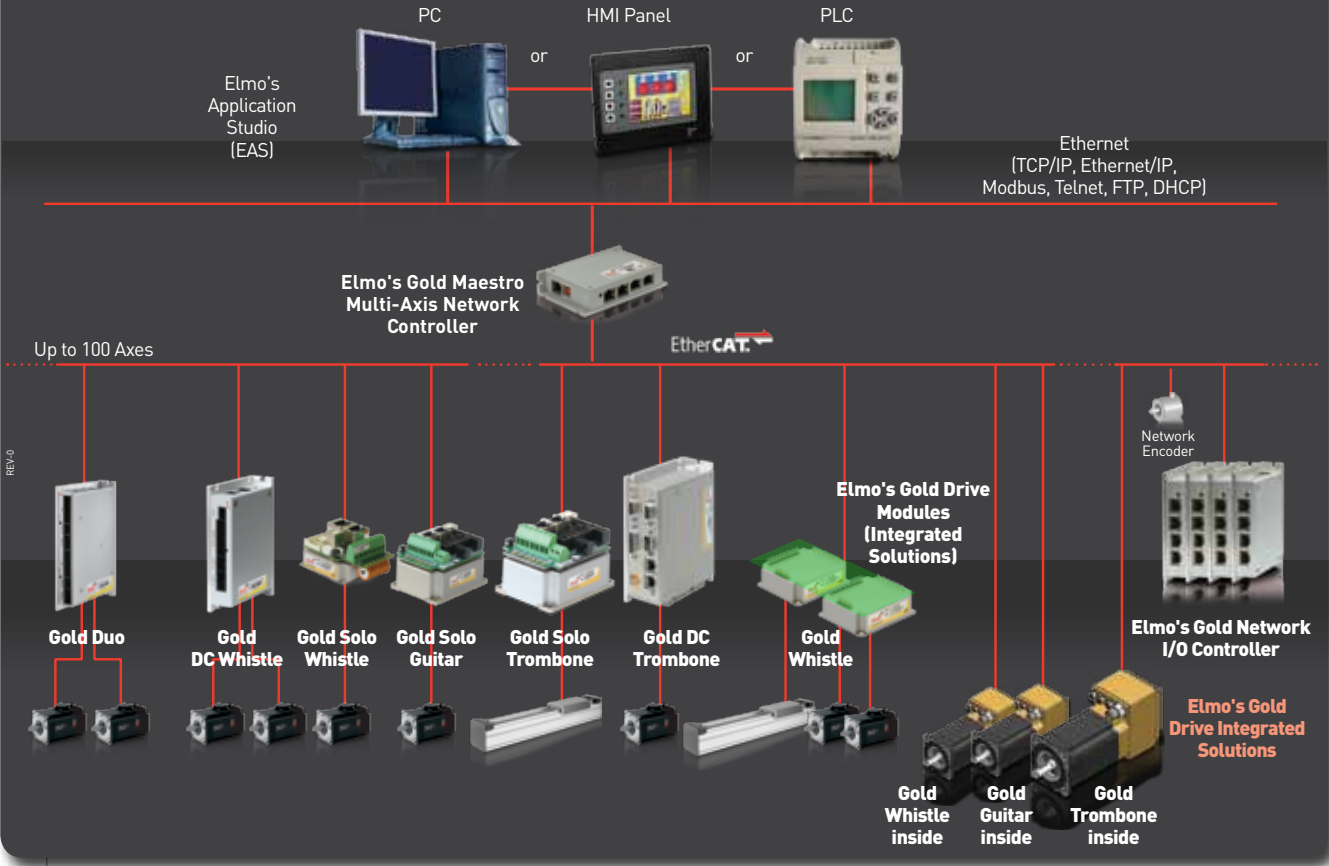 PC
HMI Panel
PLC
or
or
Elmo's
Application
Studio
(EAS)
Ethernet
(TCP/IP, Ethernet/IP,
Modbus, Telnet, FTP, DHCP)
Elmo's Gold Maestro
Multi-Axis Network
Controller
EtherCAT.
Up to 100 Axes
Network
Encoder
REV-0
Elmo's Gold Drive
Modules
(Integrated
Solutions)
Gold Duo
Gold
DC Whistle
Gold Solo
Whistle
Gold Solo
Guitar
Gold Solo
Trombone
Gold DC
Trombone
Gold
Whistle
Elmo's Gold Network
I/O Controller
Elmo's Gold
Drive Integrated
Solutions
Gold
Whistle
inside
Gold
Guitar
inside
Gold
Trombone
inside